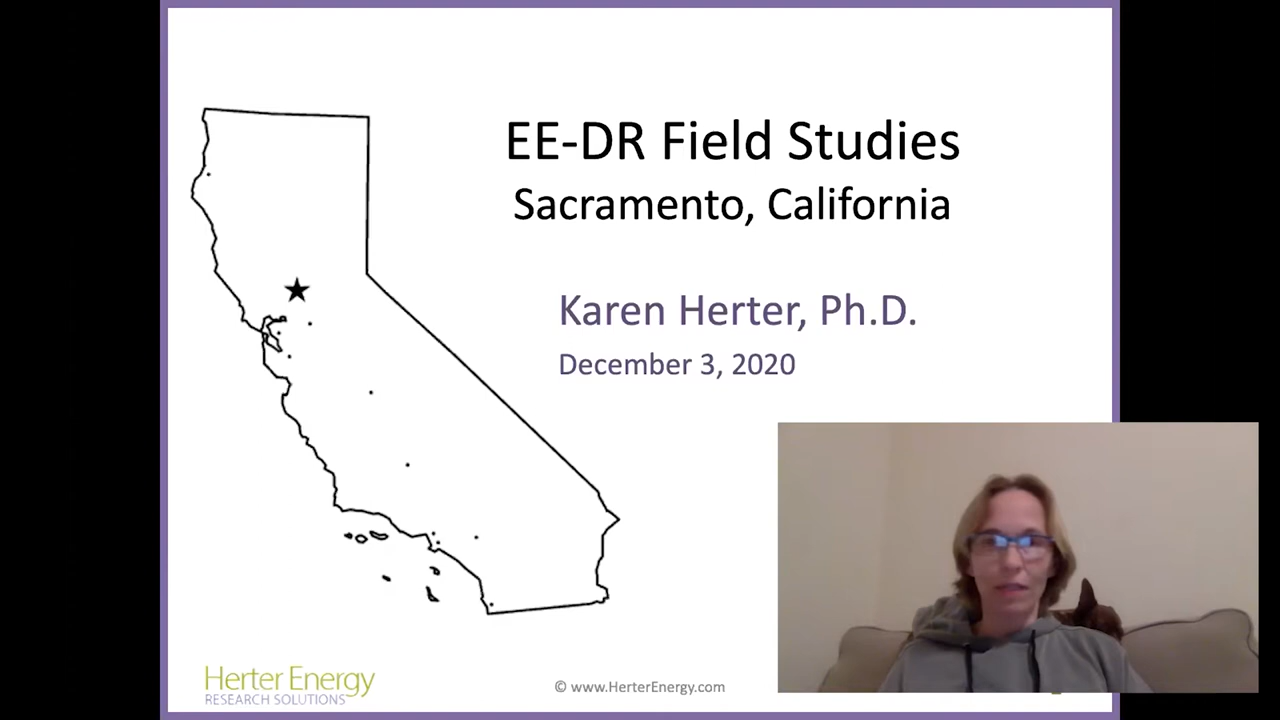 EE-DR Field Studies
Sacramento, California
Karen Herter, Ph.D.
December 3, 2020
Herter Energy
RESEARCH SOLUTIONS
© www.HerterEnergy.com